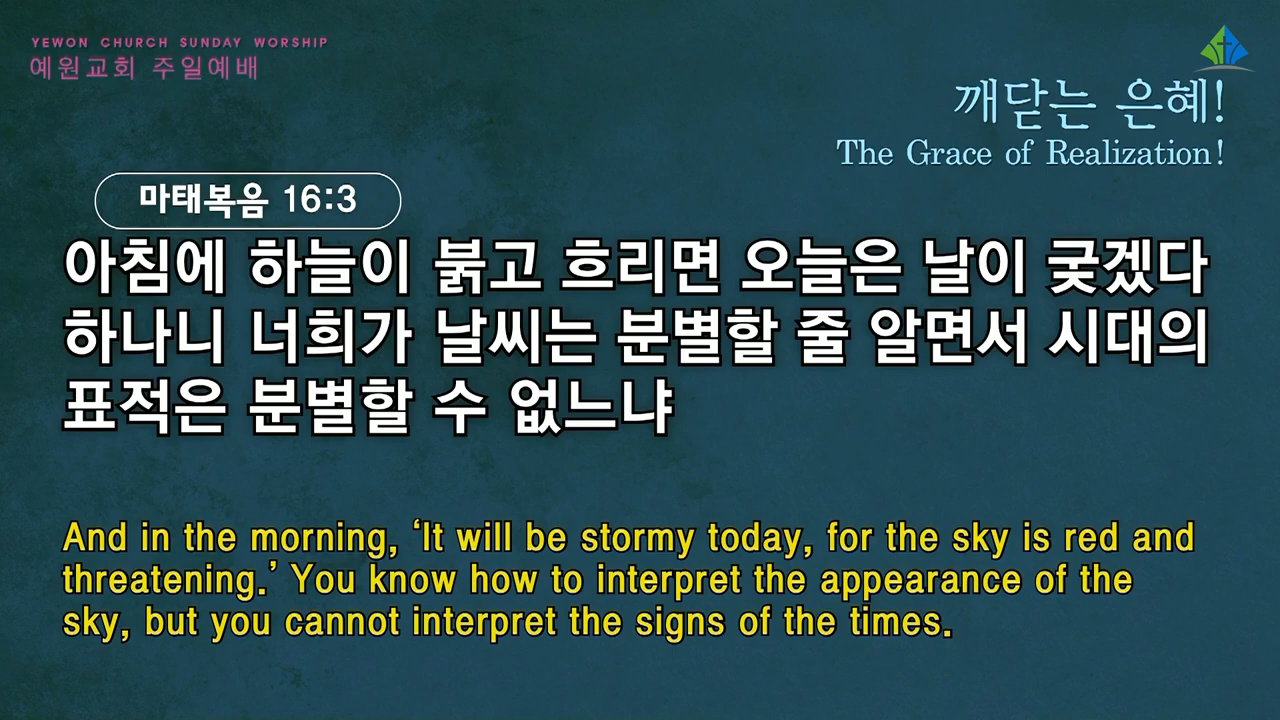 YEWON CHURCH SUNDAY WORSHIP
예원교회 주일예배
깨닫는 은혜!
The Grace of Realization!
마태복음 16:3
아침에 하늘이 붉고 흐리면 오늘은 날이 궂겠다
하나니 너희가 날씨는 분별할 줄 알면서 시대의
표적은 분별할 수 없느냐
And in the morning, ‘It will be stormy today, for the sky is red and
threatening.’ You know how to interpret the appearance of the
sky, but you cannot interpret the signs of the times.